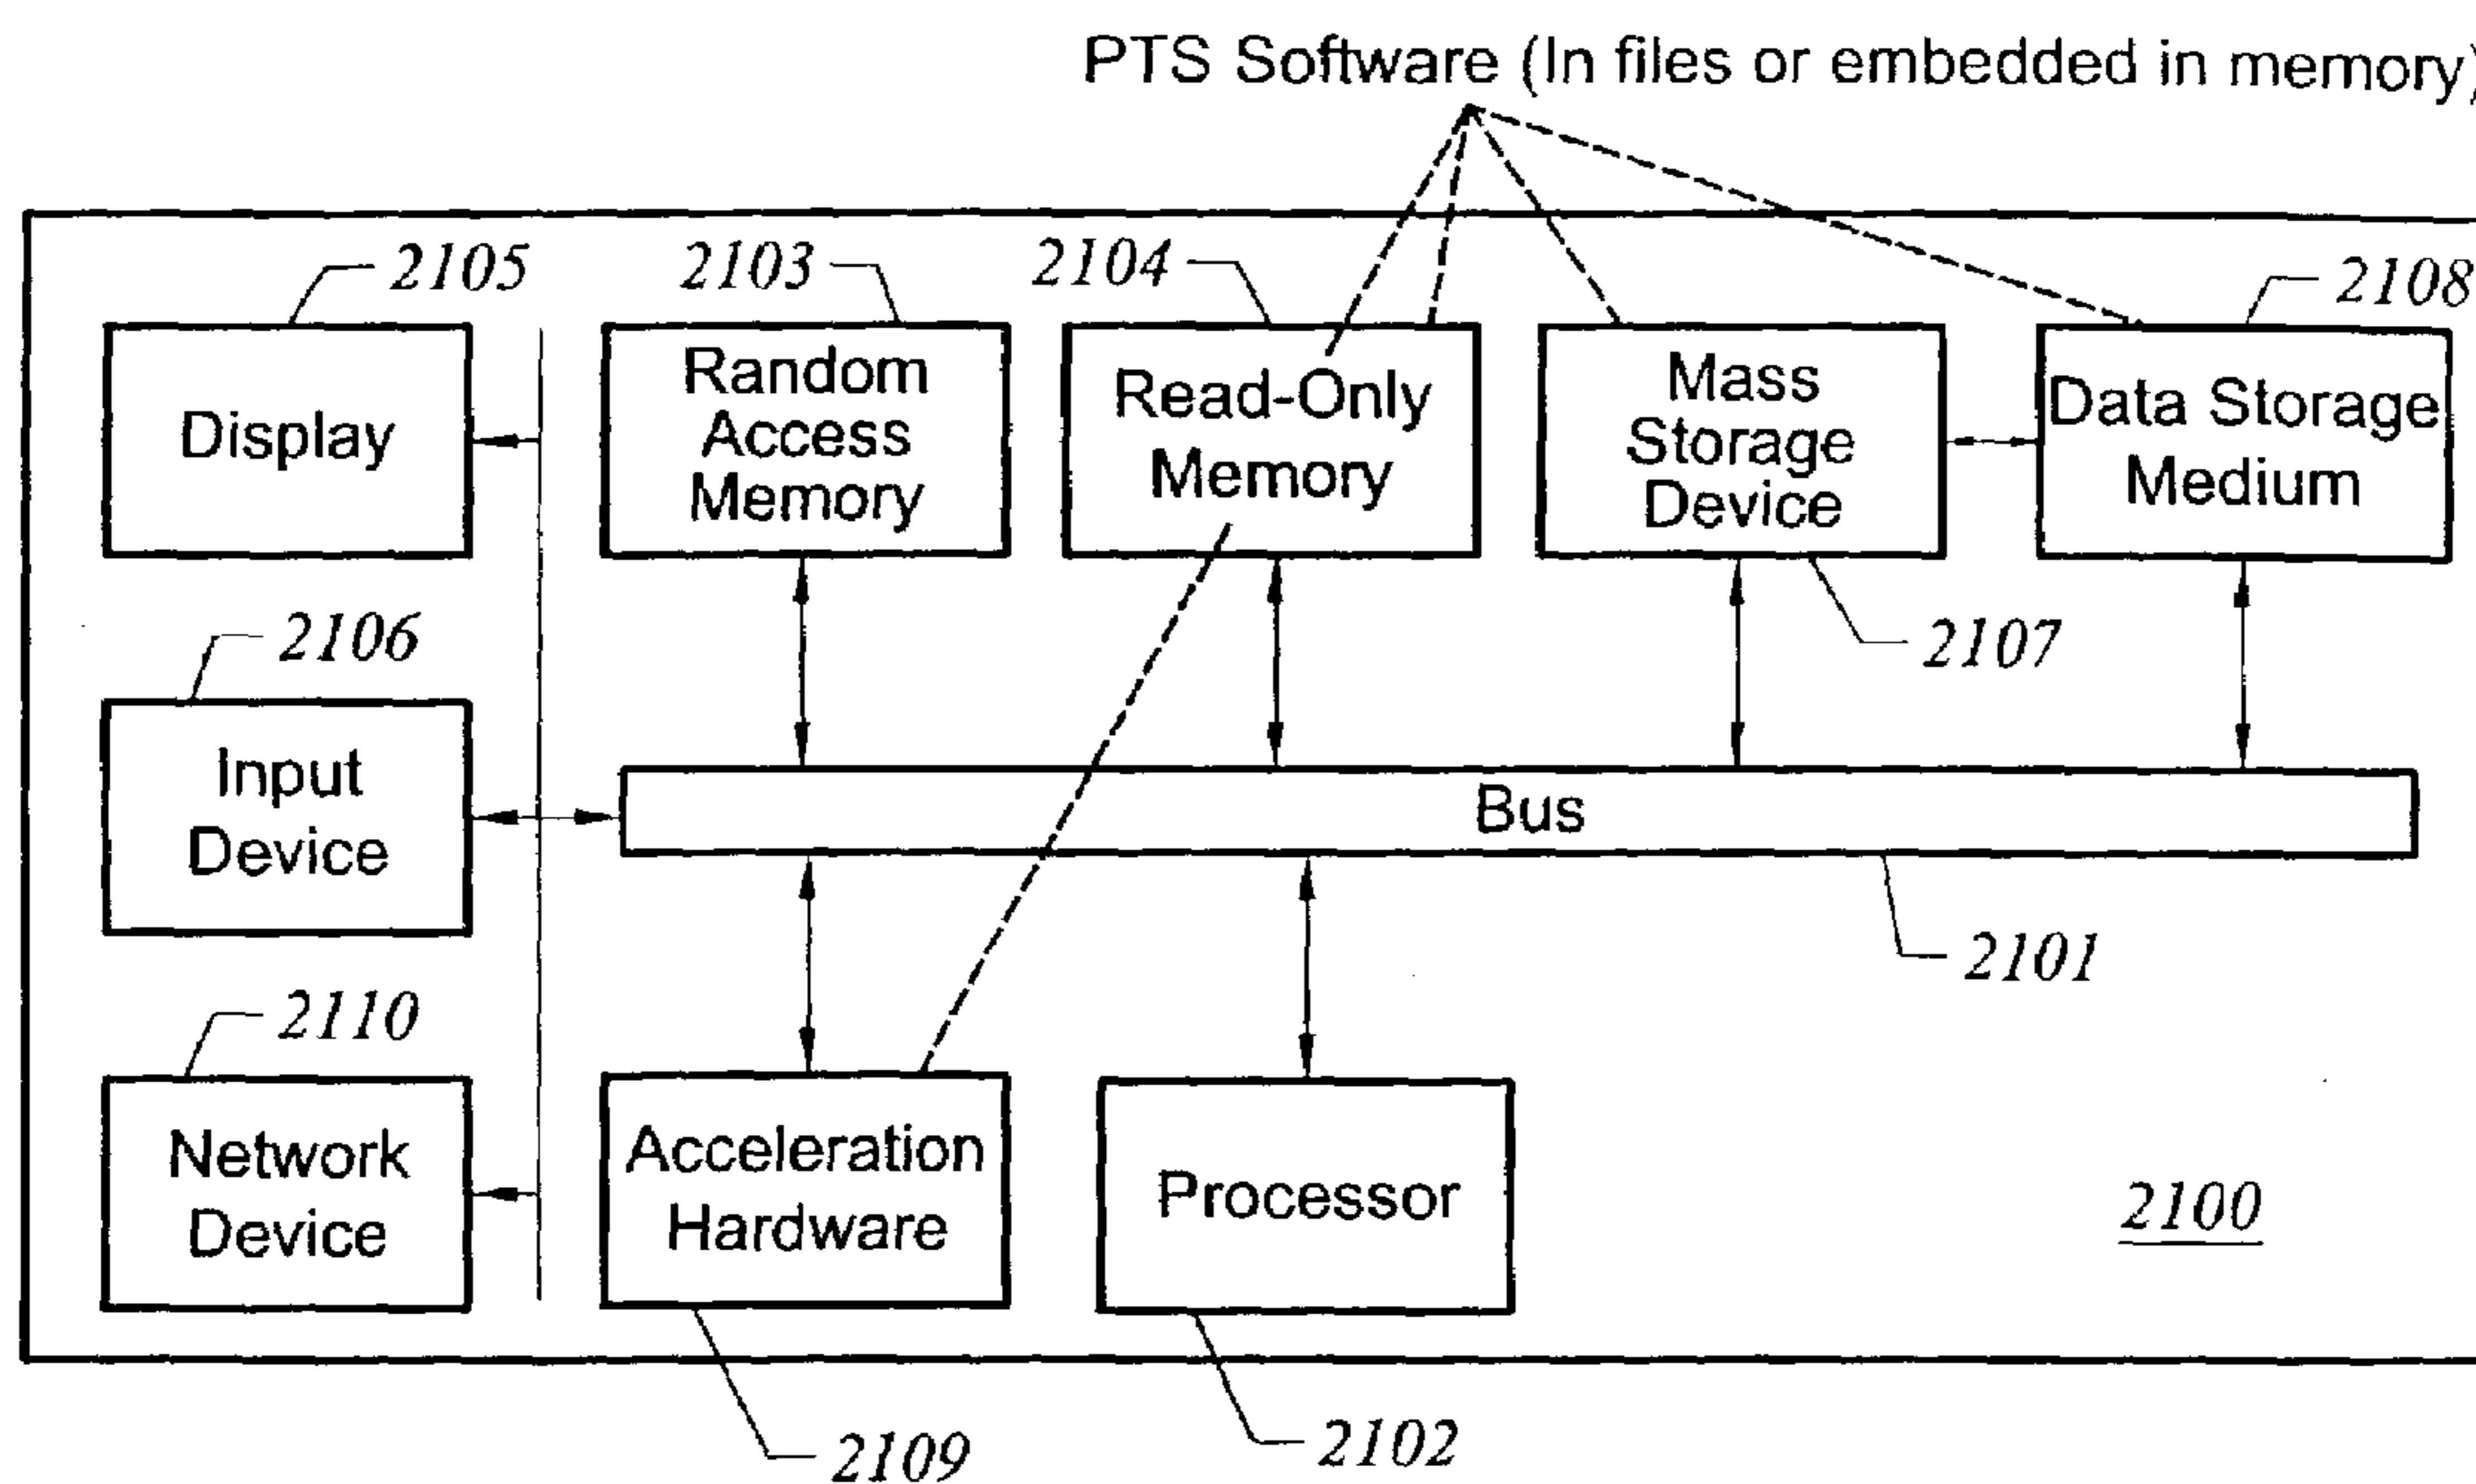 PTS Software (In files or embedded in memory)
2105
2103
2104
2108
Display
Random
Access
Memory
Read-Only
Memory
Mass
Storage
Device
Data Storage
Medium
2106
2107
Input
Device
Bus
2101
2110
Network
Device
Acceleration
Hardware
Processor
2100
2109
2102